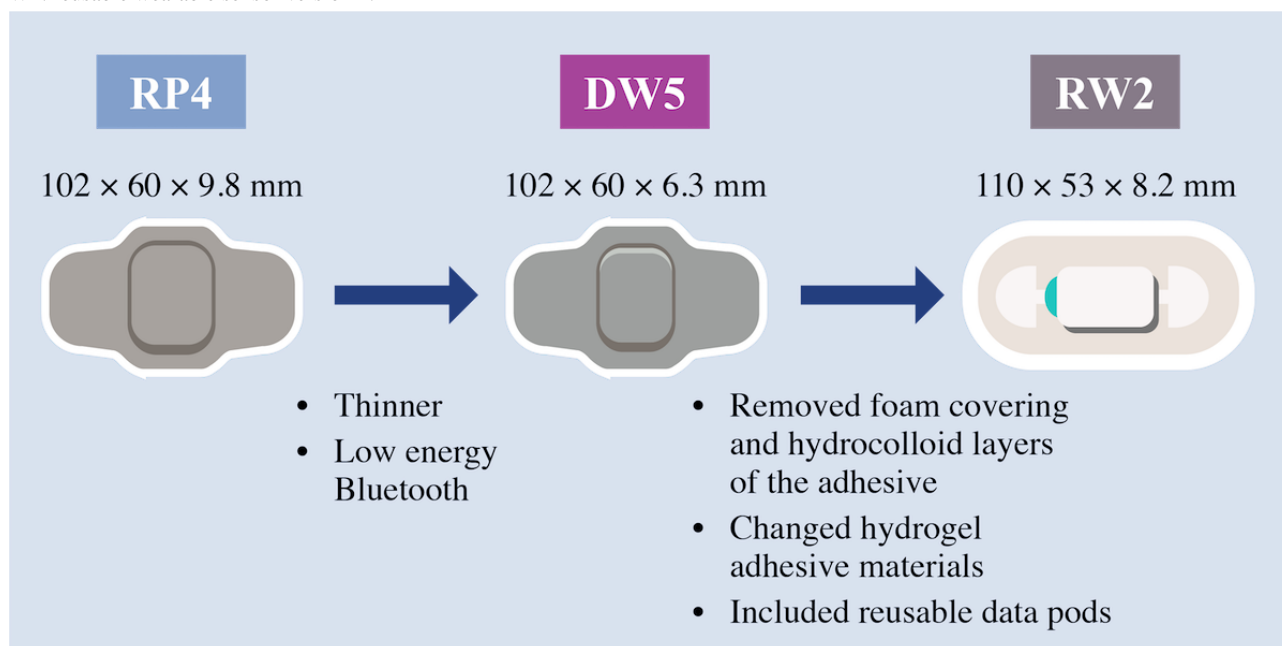 RP4
DW5
RW2
102 × 60 × 9.8 mm
102 × 60 × 6.3 mm
110 × 53 × 8.2 mm
• Thinner
• Low energy
Bluetooth
• Removed foam covering
and hydrocolloid layers
of the adhesive
• Changed hydrogel
adhesive materials
• Included reusable data pods